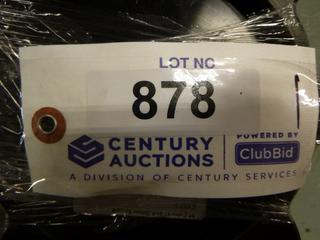 LOT NO
878
CENTURY
AUCTIONS
POWERED BY
ClubBid
A DIVISION OF CENTURY SERVICES